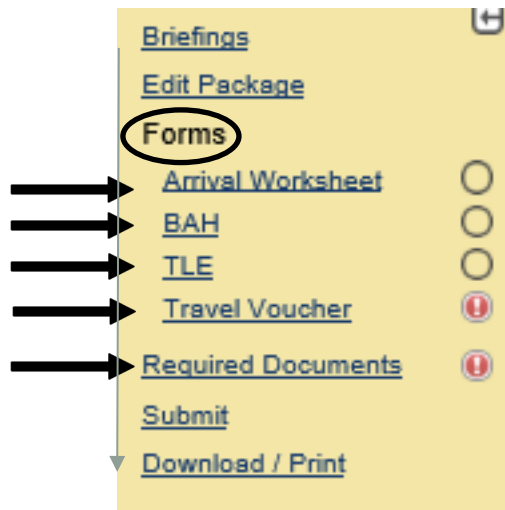 Briefings
Edit Package
Forms
Arrival Worksheet
BAH
TLE
Travel Voucher
Required Documents
Submit
Download / Print